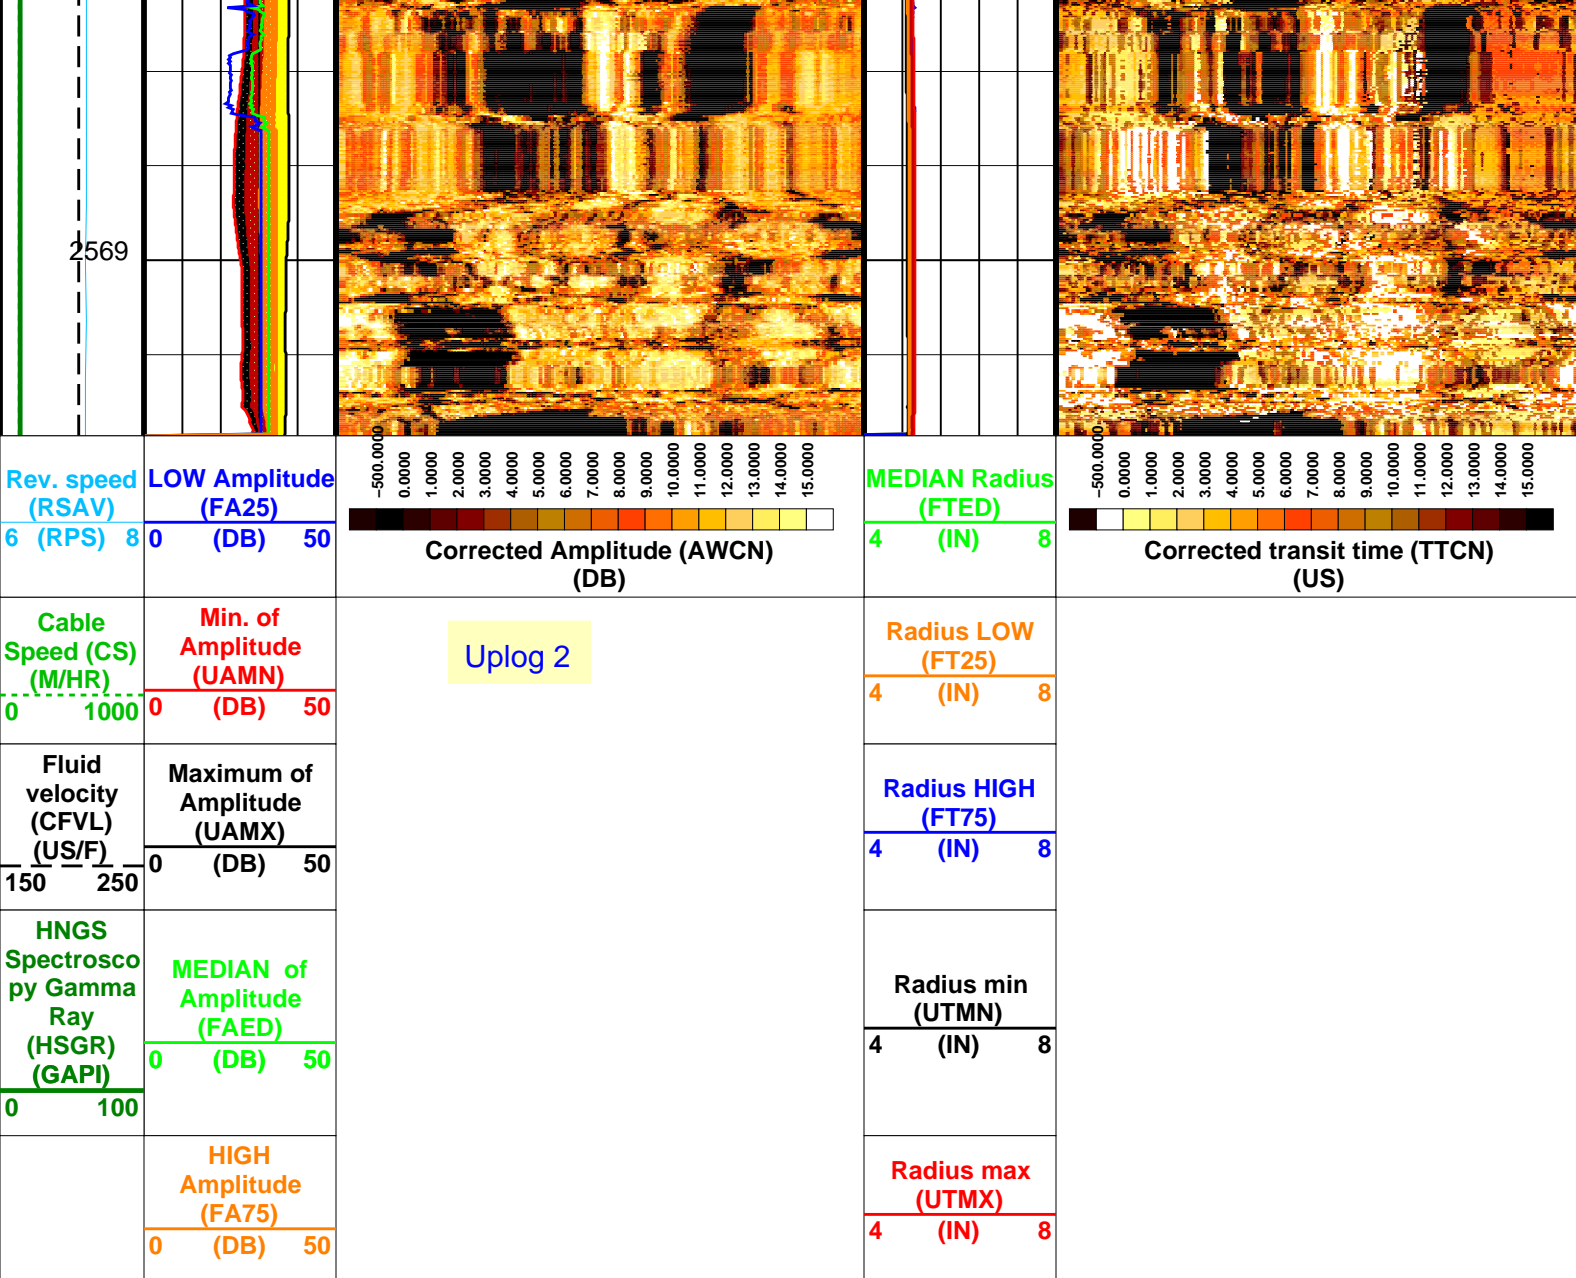 2569
Rev. speed
(RSAV)
6 (RPS) 8
LOW Amplitude
(FA25)
0 (DB) 50
-500.0000
0.0000
1.0000
2.0000
3.0000
4.0000
5.0000
6.0000
7.0000
8.0000
9.0000
10.0000
11.0000
12.0000
13.0000
14.0000
15.0000
Corrected Amplitude (AWCN)
(DB)
MEDIAN Radius
(FTED)
4 (IN) 8
-500.0000
0.0000
1.0000
2.0000
3.0000
4.0000
5.0000
6.0000
7.0000
8.0000
9.0000
10.0000
11.0000
12.0000
13.0000
14.0000
15.0000
Corrected transit time (TTCN)
(US)
Cable
Speed (CS)
(M/HR)
0 1000
Min. of
Amplitude
(UAMN)
0 (DB) 50
Uplog 2
Radius LOW
(FT25)
4 (IN) 8
Fluid
velocity
(CFVL)
(US/F)
150 250
Maximum of
Amplitude
(UAMX)
0 (DB) 50
Radius HIGH
(FT75)
4 (IN) 8
HNGS
Spectrosco
py Gamma
Ray
(HSGR)
(GAPI)
0 100
MEDIAN of
Amplitude
(FAED)
0 (DB) 50
Radius min
(UTMN)
4 (IN) 8
HIGH
Amplitude
(FA75)
0 (DB) 50
Radius max
(UTMX)
4 (IN) 8